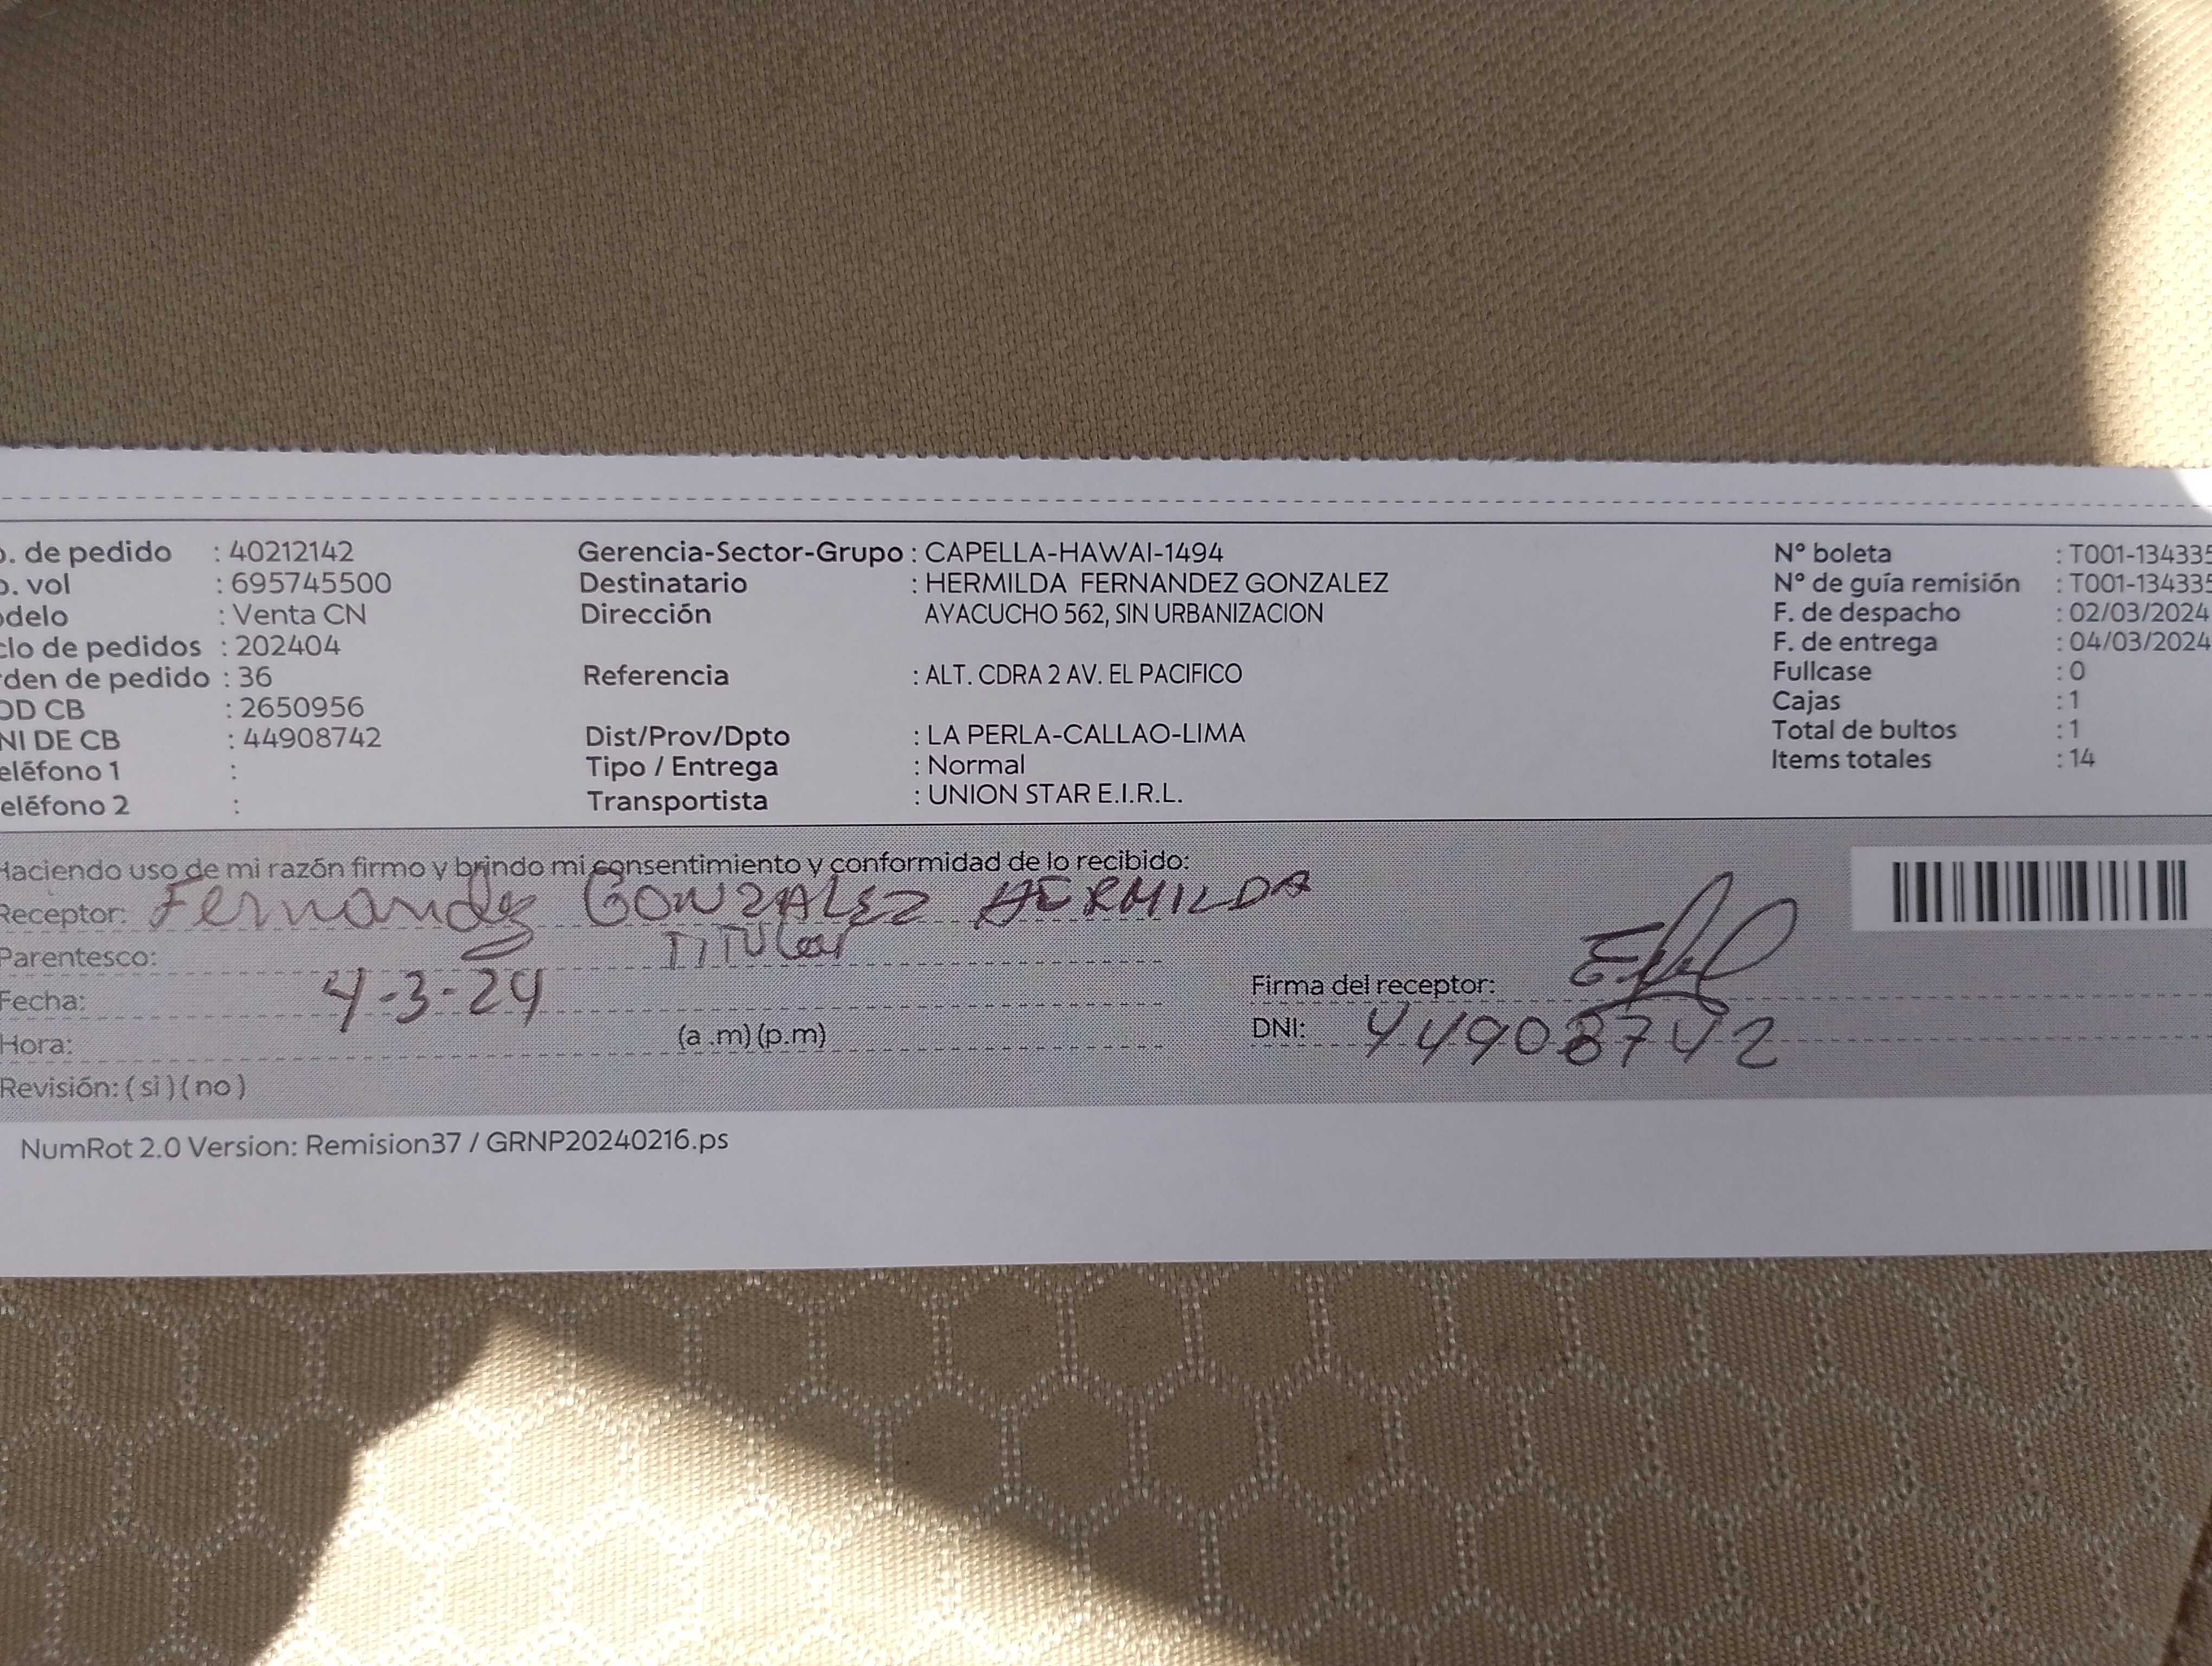 o. de pedido : 40212142 Gerencia-Sector-Grupo : CAPELLA-HAWAI-1494 N° boleta : T001-134335
o. vol : 695745500 Destinatario : HERMILDA FERNANDEZ GONZALEZ N° de guía remisión : T001-134335
odelo : Venta CN Dirección AYACUCHO 562, SIN URBANIZACION F. de despacho : 02/03/2024
clo de pedidos : 202404 F. de entrega : 04/03/2024
rden de pedido : 36 Referencia : ALT. CDRA 2 AV. EL PACIFICO Fullcase : 0
OD CB : 2650956 Cajas : 1
NI DE CB : 44908742 Dist/Prov/Dpto : LA PERLA-CALLAO-LIMA Total de bultos : 1
eléfono 1 : Tipo / Entrega : Normal Items totales : 14
eléfono 2 : Transportista : UNION STAR E.I.R.L.
Haciendo uso de mi razón firmo y brindo mi consentimiento y conformidad de lo recibido:
Receptor: Fernandez GONZALEZ HERMILDA
Parentesco: TITULar
Fecha: 4-3-24 Firma del receptor:
Hora: (a .m) (p.m) DNI: 44908742
Revisión: ( si ) ( no )
NumRot 2.0 Version: Remision37 / GRNP20240216.ps